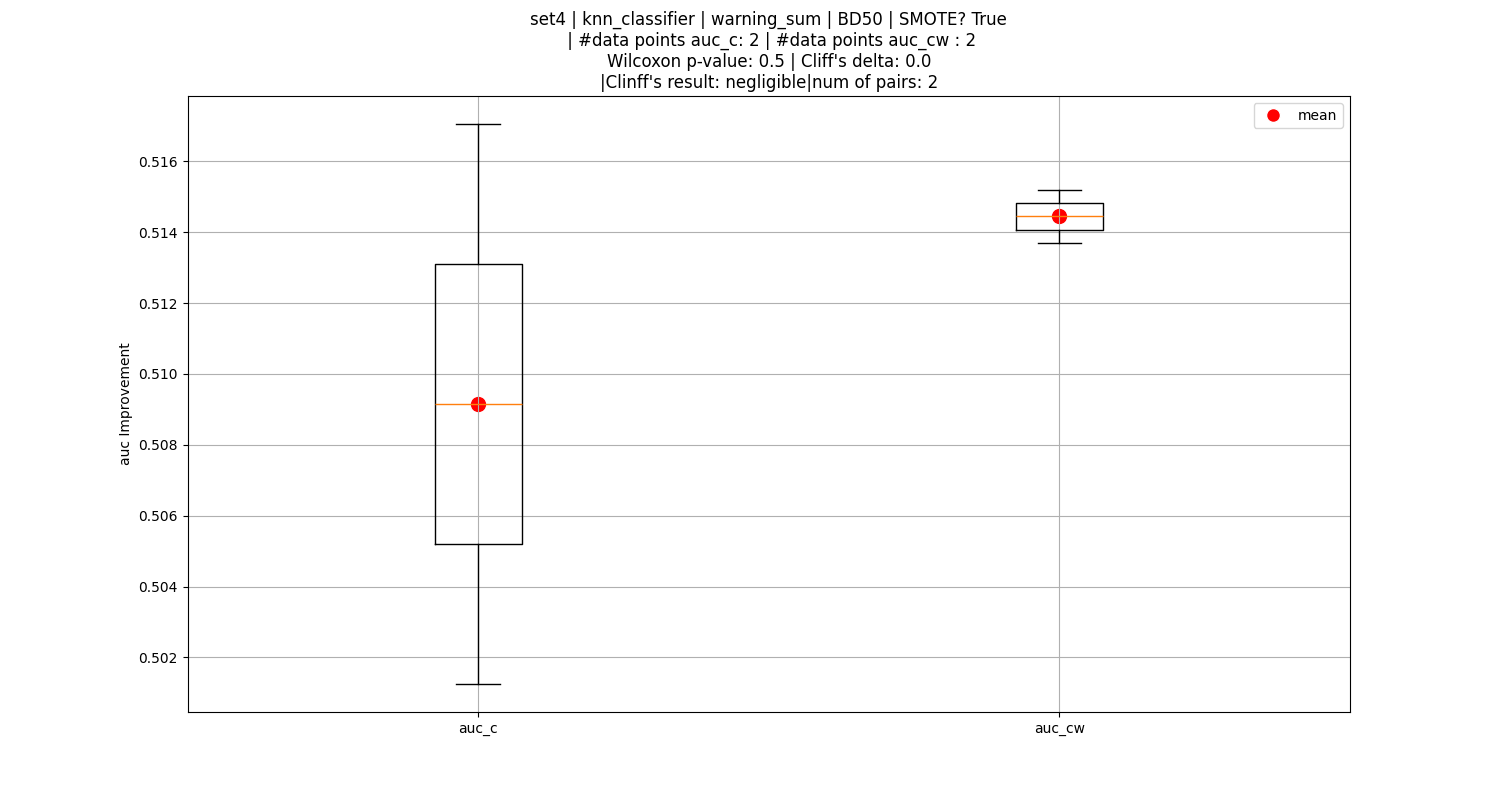 set4 | knn_classifier | warning_sum | BD50 | SMOTE? True
| #data points auc_c: 2 | #data points auc_cw : 2
Wilcoxon p-value: 0.5 | Cliff's delta: 0.0
|Clinff's result: negligible|num of pairs: 2
mean
0.516
0.514
0.512
0.510
0.508
0.506
0.504
0.502
auc Improvement
auc_c
auc_cw